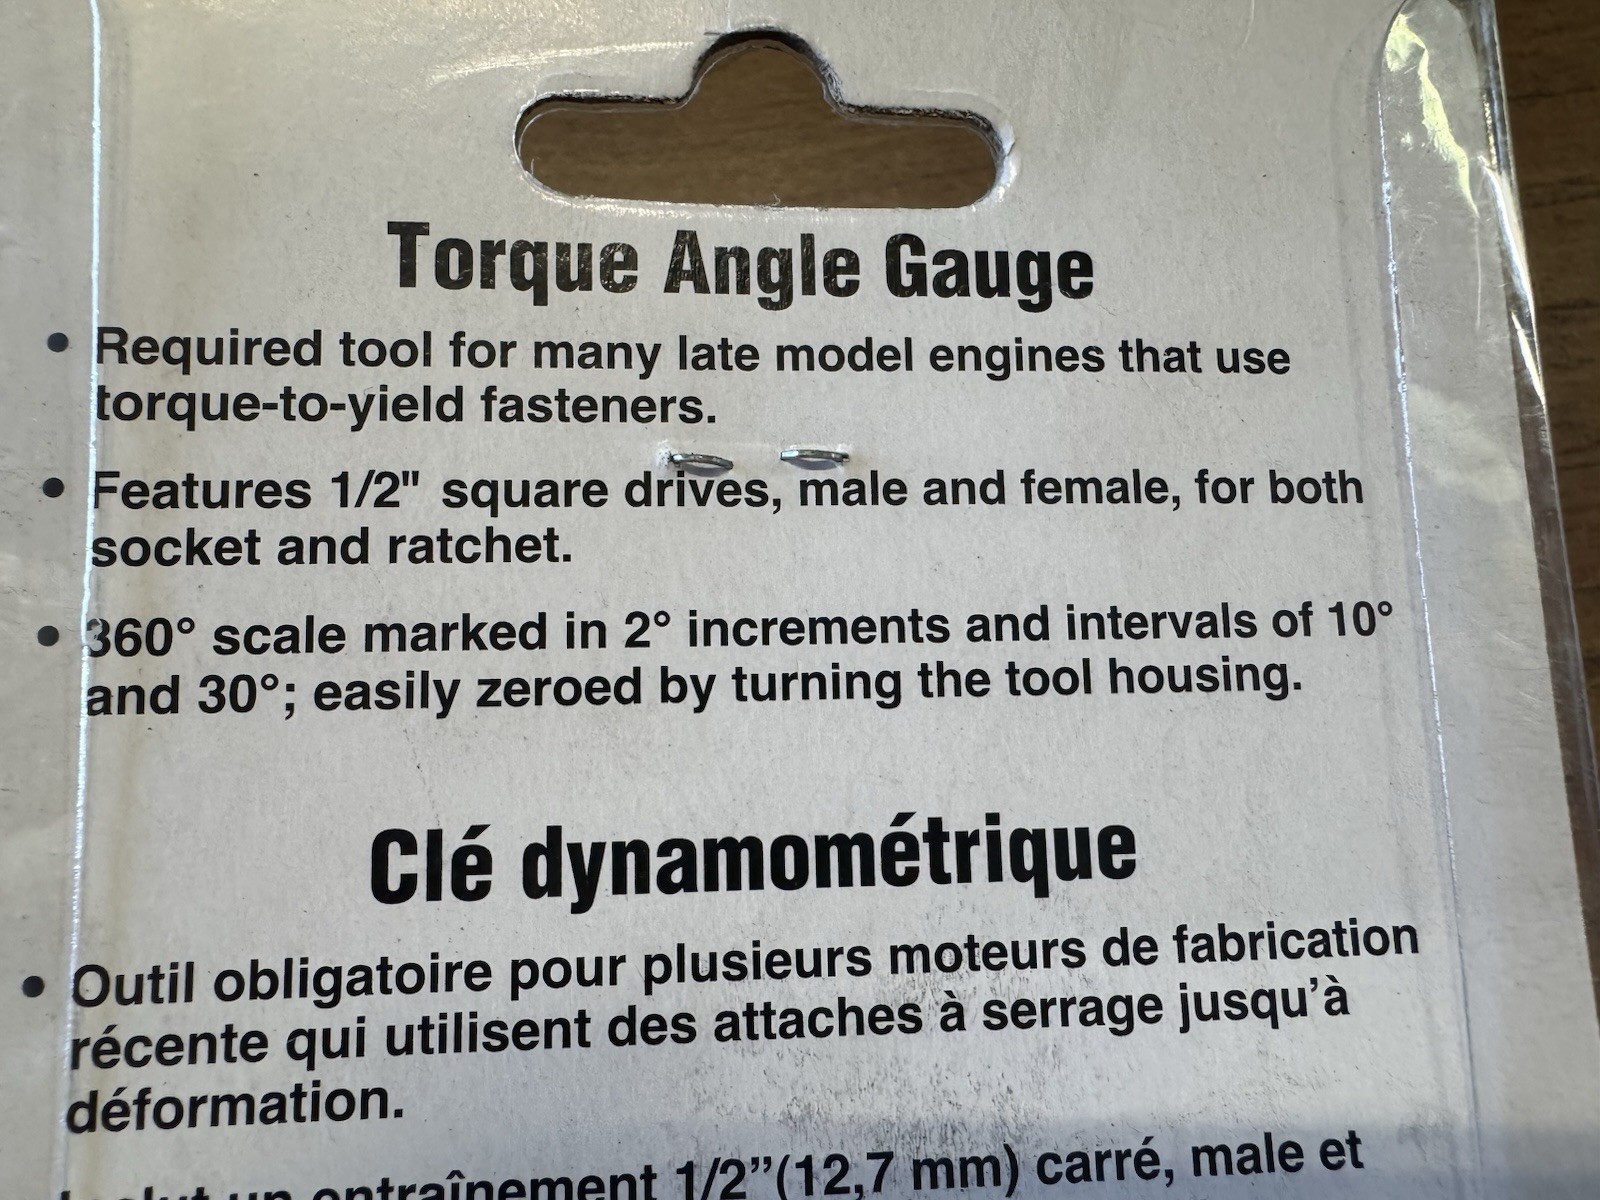 Torque Angle Gauge
• Required tool for many late model engines that use
torque-to-yield fasteners.
• Features 1/2" square drives, male and female, for both
socket and ratchet.
• 360° scale marked in 2° increments and intervals of 10°
and 30°; easily zeroed by turning the tool housing.
Clé dynamométrique
• Outil obligatoire pour plusieurs moteurs de fabrication
récente qui utilisent des attaches à serrage jusqu’à
déformation.
un entraînement 1/2”(12,7 mm) carré, male et